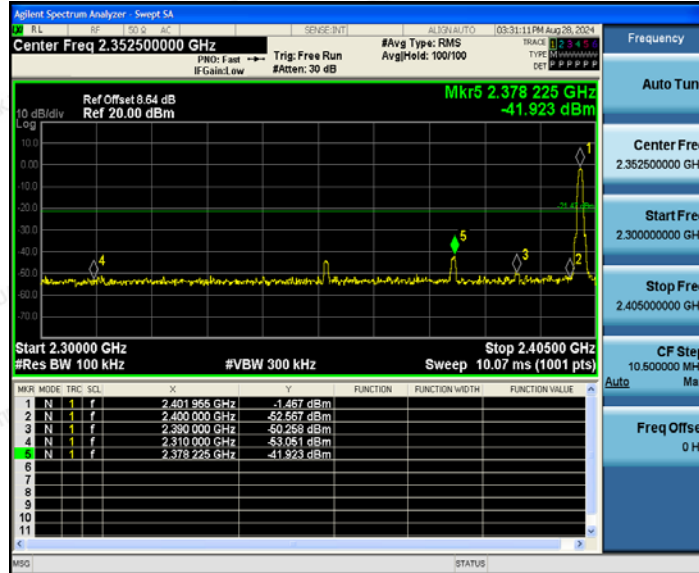 Agilent Spectrum Analyzer - Swept SA
RL RF 50 Ω AC SENSE:INT ALIGN AUTO 03:31:11 PM Aug 28, 2024
Center Freq 2.352500000 GHz
PNO: Fast
IFGain:Low
Trig: Free Run
#Atten: 30 dB
#Avg Type: RMS
Avg|Hold: 100/100
TRACE 1 2 3 4 5 6
TYPE M
DET P P P P P P
Ref Offset 8.64 dB
10 dB/div Ref 20.00 dBm
Log
Mkr5 2.378 225 GHz
-41.923 dBm
10.0
0.00
-10.0
-20.0
-30.0
-40.0
-50.0
-60.0
-70.0
1
2
3
4
5
Start 2.30000 GHz Stop 2.40500 GHz
#Res BW 100 kHz #VBW 300 kHz Sweep 10.07 ms (1001 pts)
MKR MODE TRC SCL X Y FUNCTION FUNCTION WIDTH FUNCTION VALUE
1 N 1 f 2.401 955 GHz -1.467 dBm
2 N 1 f 2.400 000 GHz -52.567 dBm
3 N 1 f 2.390 000 GHz -50.258 dBm
4 N 1 f 2.310 000 GHz -53.051 dBm
5 N 1 f 2.378 225 GHz -41.923 dBm
6
7
8
9
10
11
MSG STATUS
Frequency
Auto Tun
Center Fre
2.352500000 GH
Start Fre
2.300000000 GH
Stop Fre
2.405000000 GH
CF Step
10.500000 MH
Auto Ma
Freq Offse
0 H